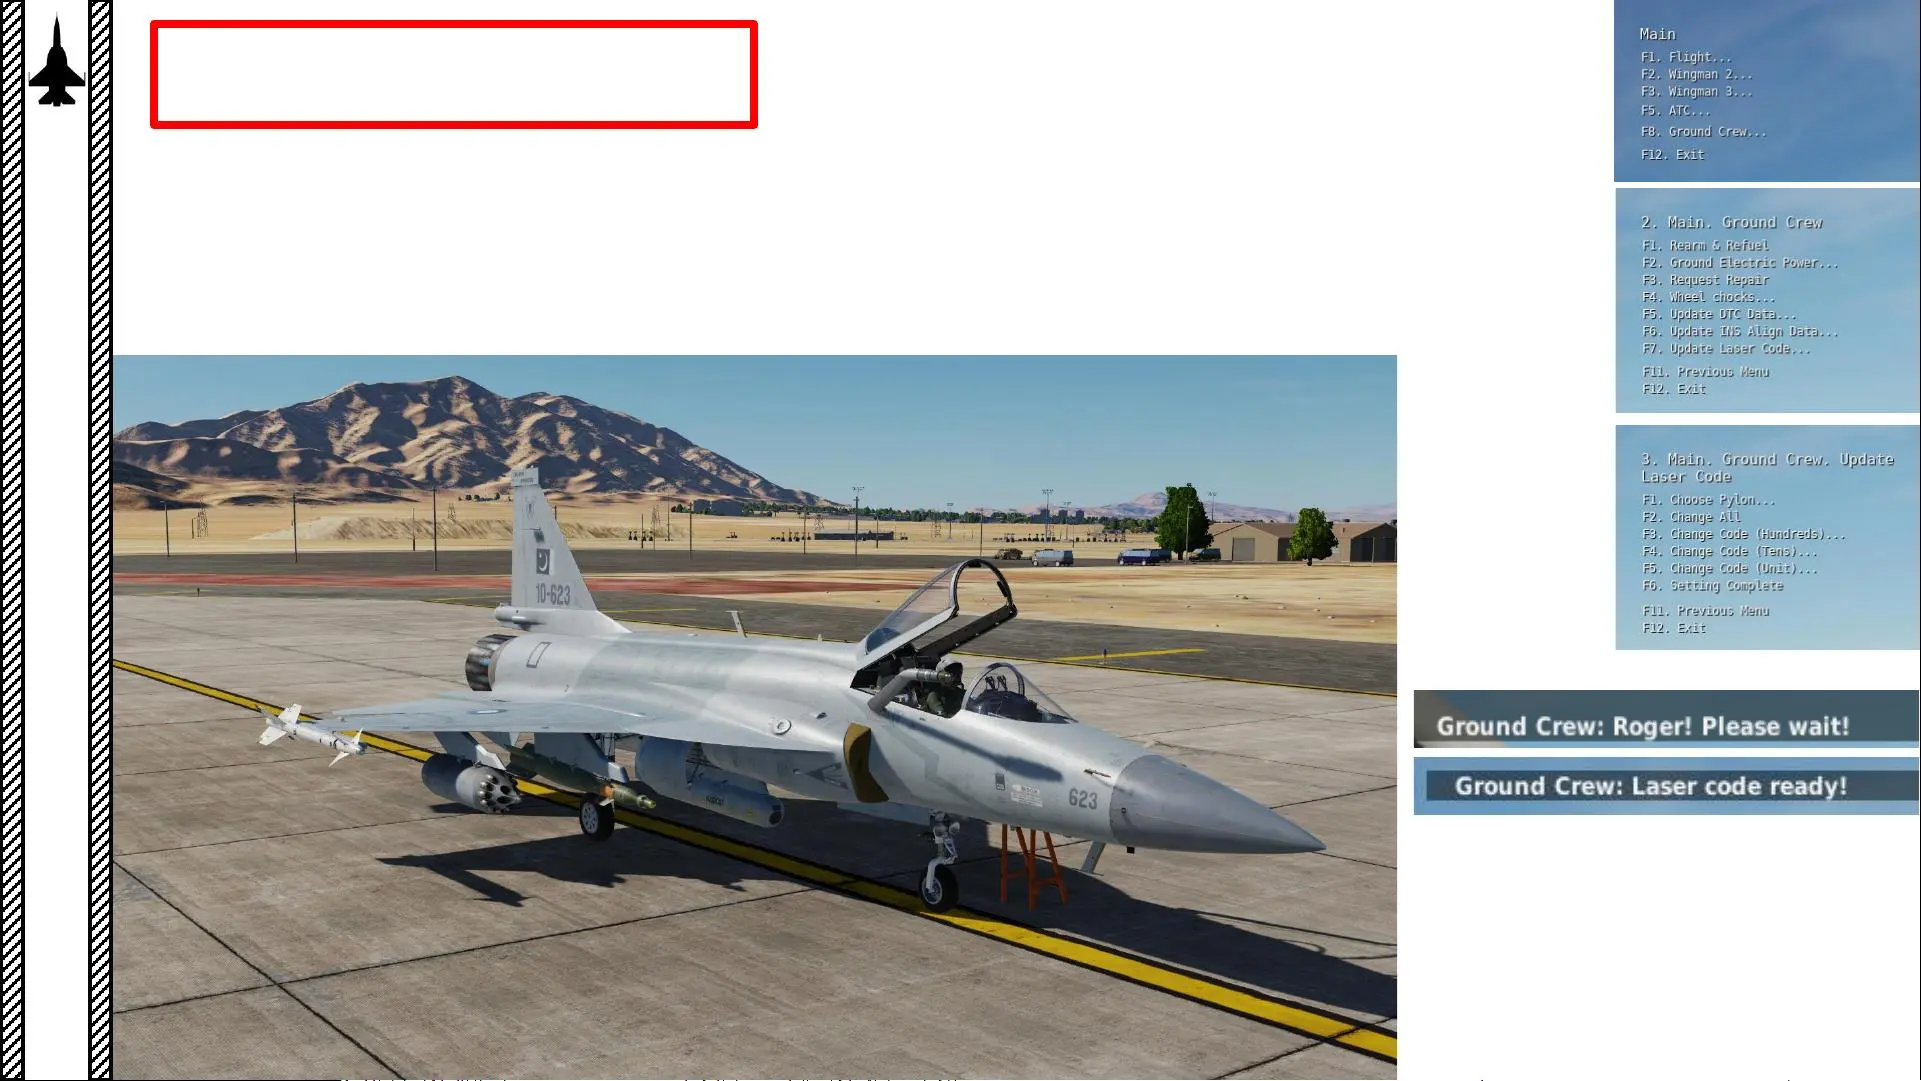 Main
F1. Flight...
F2. Wingman 2...
F3. Wingman 3...
F5. ATC...
F8. Ground Crew...
F12. Exit
2. Main. Ground Crew
F1. Rearm & Refuel
F2. Ground Electric Power...
F3. Request Repair
F4. Wheel chocks...
F5. Update DTC Data...
F6. Update INS Align Data...
F7. Update Laser Code...
F11. Previous Menu
F12. Exit
3. Main. Ground Crew. Update
Laser Code
F1. Choose Pylon...
F2. Change All
F3. Change Code (Hundreds)...
F4. Change Code (Tens)...
F5. Change Code (Unit)...
F6. Setting Complete
F11. Previous Menu
F12. Exit
10-623
623
Ground Crew: Roger! Please wait!
Ground Crew: Laser code ready!